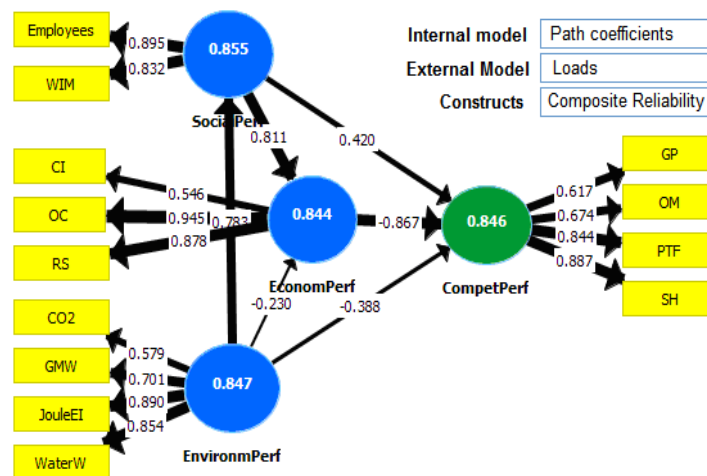 Employees
0.895
0.832
WIM
0.855
SocialPerf
Internal model Path coefficients
External Model Loads
Constructs Composite Reliability
0.811
0.420
CI
OC
RS
0.546
0.945
0.878
0.783
0.844
EconomPerf
-0.867
0.846
CompetPerf
0.617
0.674
0.844
0.887
GP
OM
PTF
SH
-0.230
-0.388
CO2
GMW
JouleEI
WaterW
0.579
0.701
0.890
0.854
0.847
EnvironmPerf